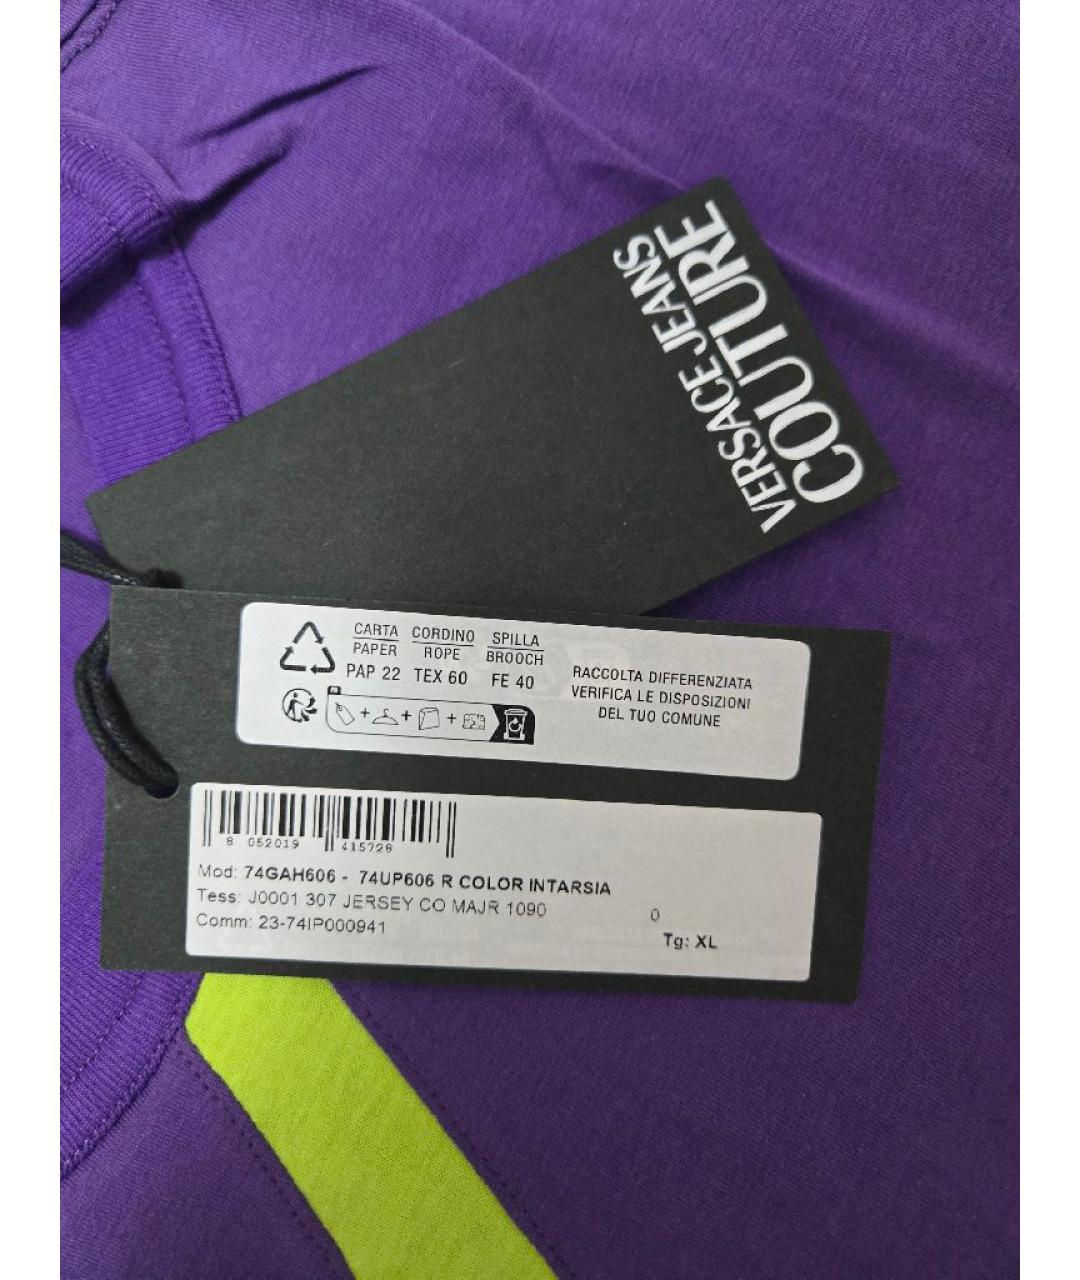 VERSACE JEANS
COUTURE
CARTA
PAPER
PAP 22
CORDINO
ROPE
TEX 60
SPILLA
BROOCH
FE 40
RACCOLTA DIFFERENZIATA
VERIFICA LE DISPOSIZIONI
DEL TUO COMUNE
8 052019 415728
Mod: 74GAH606 - 74UP606 R COLOR INTARSIA
Tess: J0001 307 JERSEY CO MAJR 1090
0
Comm: 23-74IP000941
Tg: XL